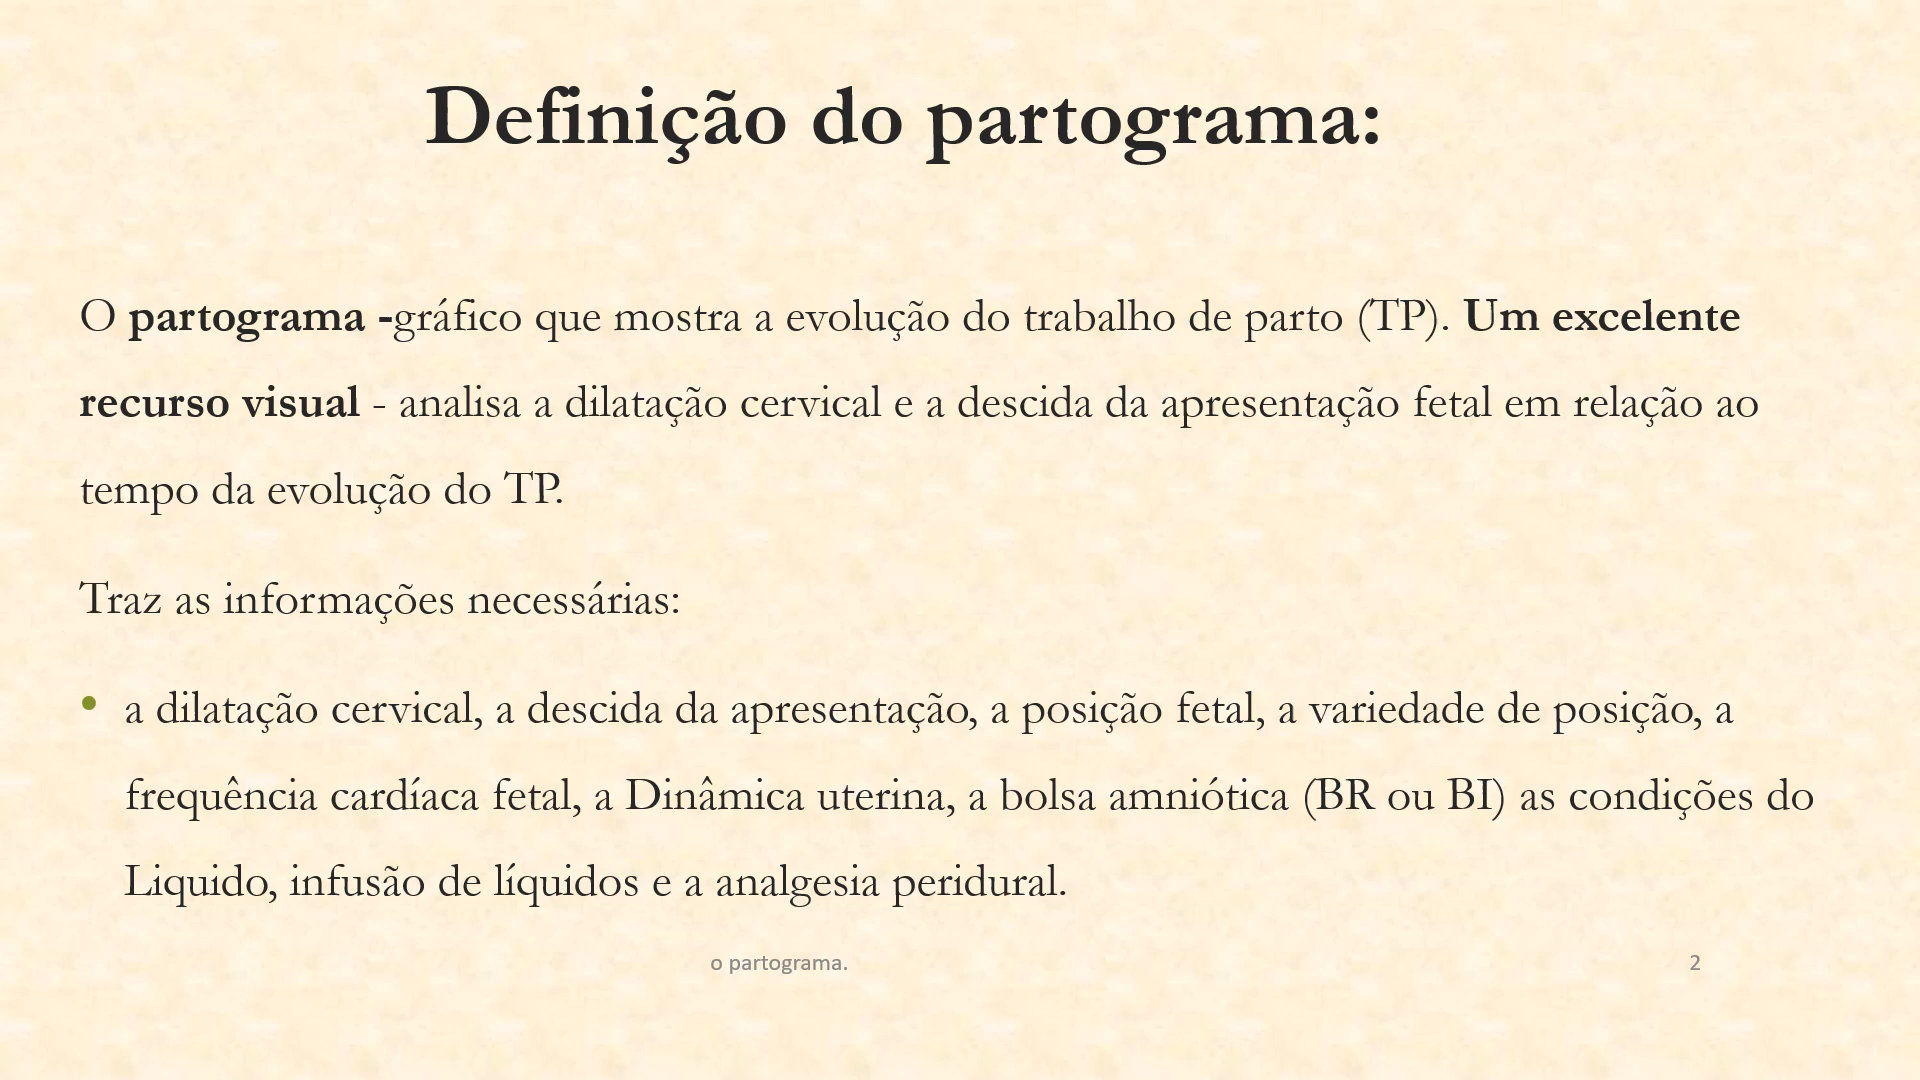 Definição do partograma:
O partograma -gráfico que mostra a evolução do trabalho de parto (TP). Um excelente
recurso visual - analisa a dilatação cervical e a descida da apresentação fetal em relação ao
tempo da evolução do TP.
Traz as informações necessárias:
• a dilatação cervical, a descida da apresentação, a posição fetal, a variedade de posição, a
frequência cardíaca fetal, a Dinâmica uterina, a bolsa amniótica (BR ou BI) as condições do
Liquido, infusão de líquidos e a analgesia peridural.
o partograma.
2